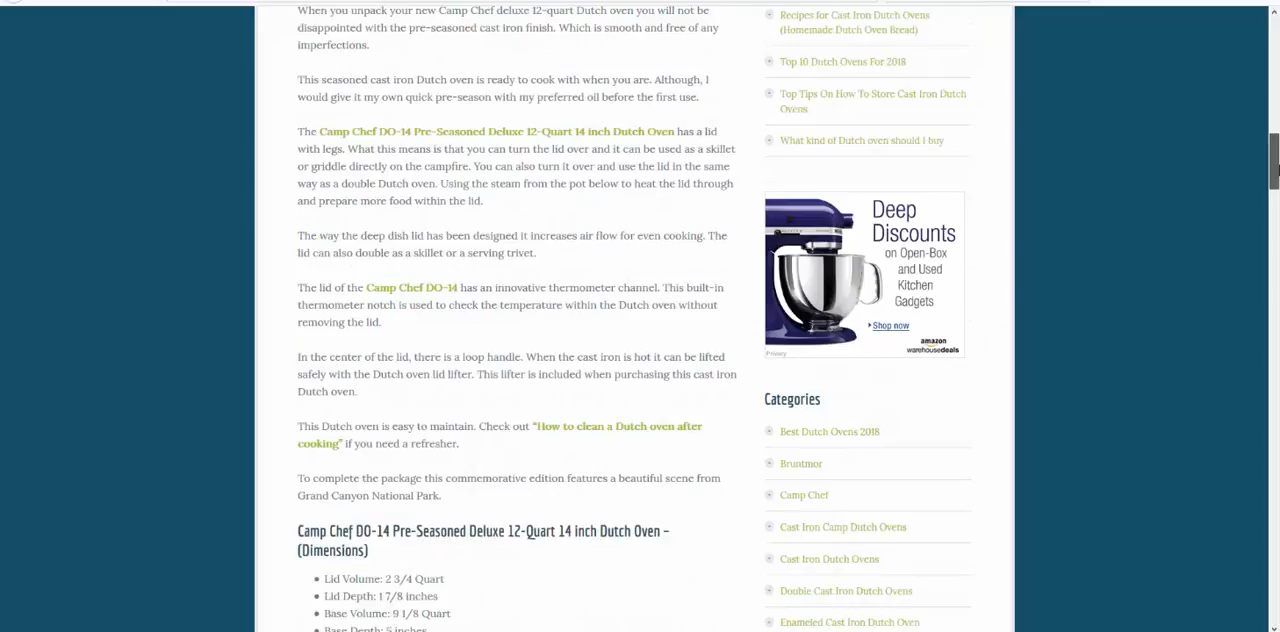 When you unpack your new Camp Chef deluxe 12-quart Dutch oven you will not be
disappointed with the pre-seasoned cast iron finish. Which is smooth and free of any
imperfections.
This seasoned cast iron Dutch oven is ready to cook with when you are. Although, I
would give it my own quick pre-season with my preferred oil before the first use.
The Camp Chef DO-14 Pre-Seasoned Deluxe 12-Quart 14 inch Dutch Oven has a lid
with legs. What this means is that you can turn the lid over and it can be used as a skillet
or griddle directly on the campfire. You can also turn it over and use the lid in the same
way as a double Dutch oven. Using the steam from the pot below to heat the lid through
and prepare more food within the lid.
The way the deep dish lid has been designed it increases air flow for even cooking. The
lid can also double as a skillet or a serving trivet.
The lid of the Camp Chef DO-14 has an innovative thermometer channel. This built-in
thermometer notch is used to check the temperature within the Dutch oven without
removing the lid.
In the center of the lid, there is a loop handle. When the cast iron is hot it can be lifted
safely with the Dutch oven lid lifter. This lifter is included when purchasing this cast iron
Dutch oven.
This Dutch oven is easy to maintain. Check out “How to clean a Dutch oven after
cooking” if you need a refresher.
To complete the package this commemorative edition features a beautiful scene from
Grand Canyon National Park.
Camp Chef DO-14 Pre-Seasoned Deluxe 12-Quart 14 inch Dutch Oven –
(Dimensions)
Lid Volume: 2 3/4 Quart
Lid Depth: 1 7/8 inches
Base Volume: 9 1/8 Quart
Base Depth: 5 inches
Recipes for Cast Iron Dutch Ovens
(Homemade Dutch Oven Bread)
Top 10 Dutch Ovens For 2018
Top Tips On How To Store Cast Iron Dutch
Ovens
What kind of Dutch oven should I buy
Deep
Discounts
on Open-Box
and Used
Kitchen
Gadgets
Shop now
amazon
warehousedeals
Privacy
Categories
Best Dutch Ovens 2018
Bruntmor
Camp Chef
Cast Iron Camp Dutch Ovens
Cast Iron Dutch Ovens
Double Cast Iron Dutch Ovens
Enameled Cast Iron Dutch Oven